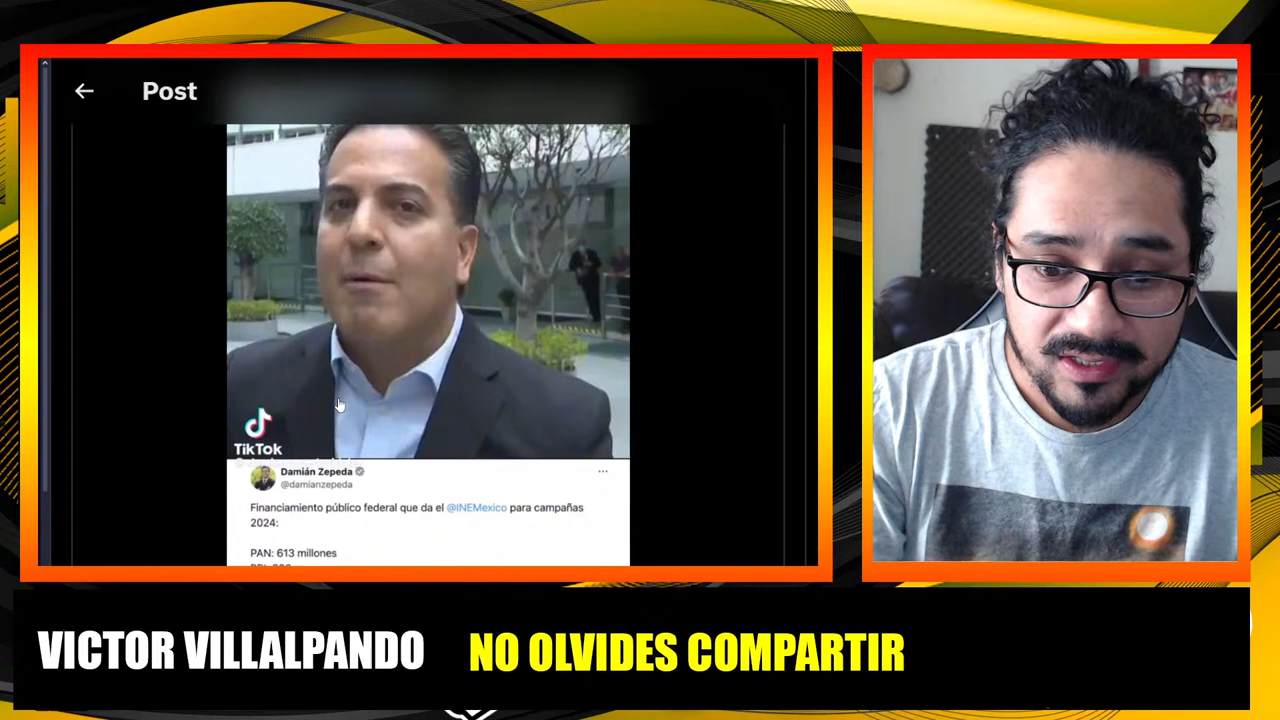 Post
TikTok
Damián Zepeda
@damianzepeda
Financiamiento público federal que da el @INEMexico para campañas
2024:
PAN: 613 millones
VICTOR VILLALPANDO
NO OLVIDES COMPARTIR